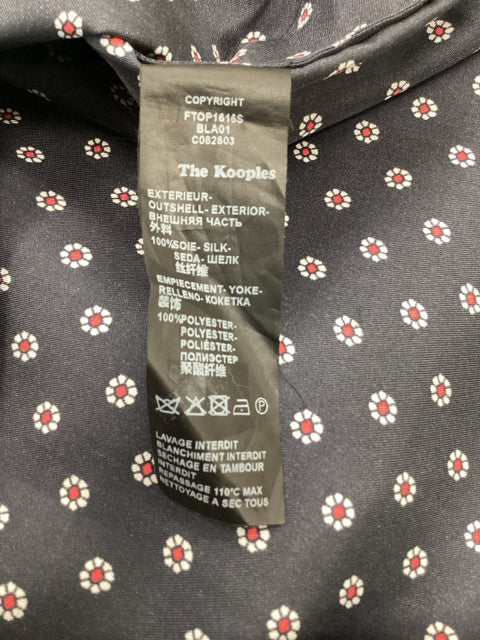 COPYRIGHT
FTOP1616S
BLA01
C082803
The Kooples
EXTERIEUR-
OUTSHELL- EXTERIOR-
ВНЕШНЯЯ ЧАСТЬ
外料
100%SOIE- SILK-
SEDA- ШЕЛК
丝纤维
EMPIECEMENT- YOKE-
RELLENO- КОКЕТКА
装饰
100%POLYESTER-
POLYESTER-
POLIÉSTER-
ПОЛИЭСТЕР
聚酯纤维
P
LAVAGE INTERDIT
BLANCHIMENT INTERDIT
SECHAGE EN TAMBOUR
INTERDIT
REPASSAGE 110°C MAX
NETTOYAGE A SEC TOUS